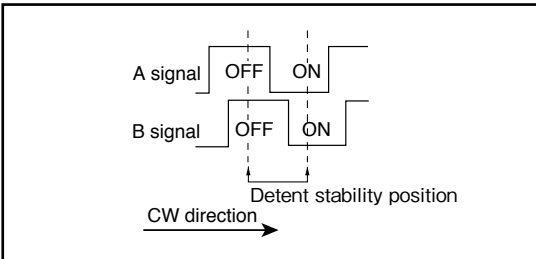 A signal OFF ON
B signal OFF ON
Detent stability position
CW direction